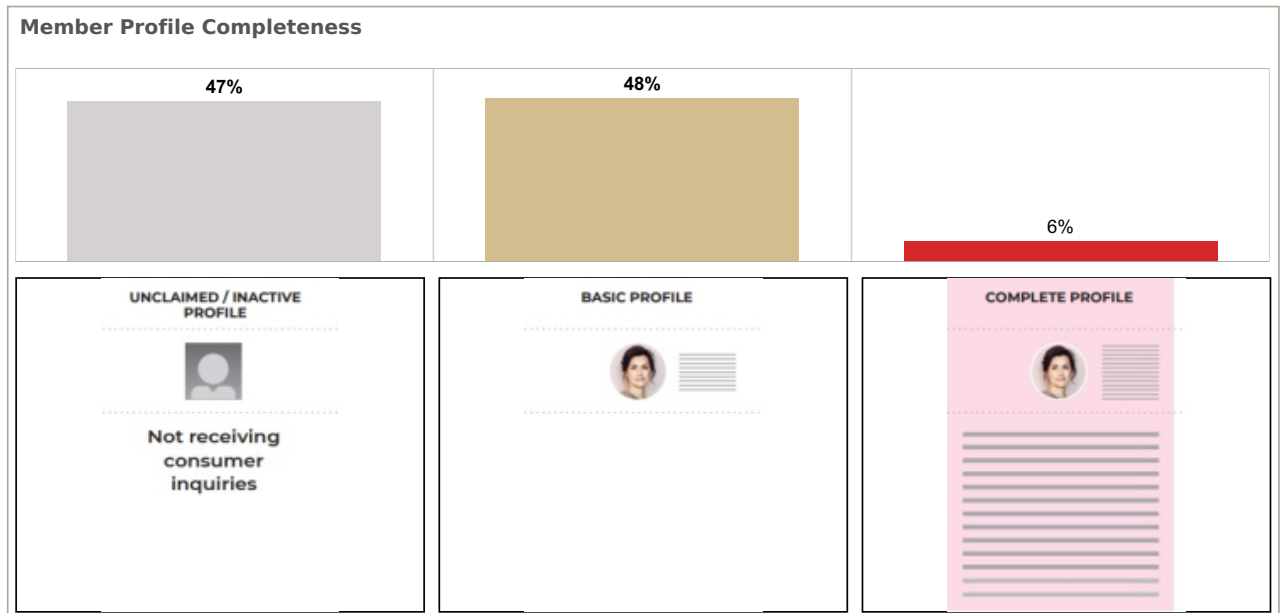 Member Profile Completeness
47%
48%
6%
UNCLAIMED / INACTIVE
PROFILE
Not receiving
consumer
inquiries
BASIC PROFILE
COMPLETE PROFILE